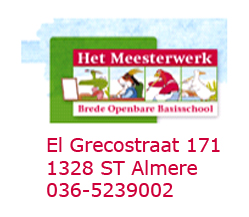 Het Meesterwerk
Brede Openbare Basisschool
El Grecostraat 171
1328 ST Almere
036-5239002